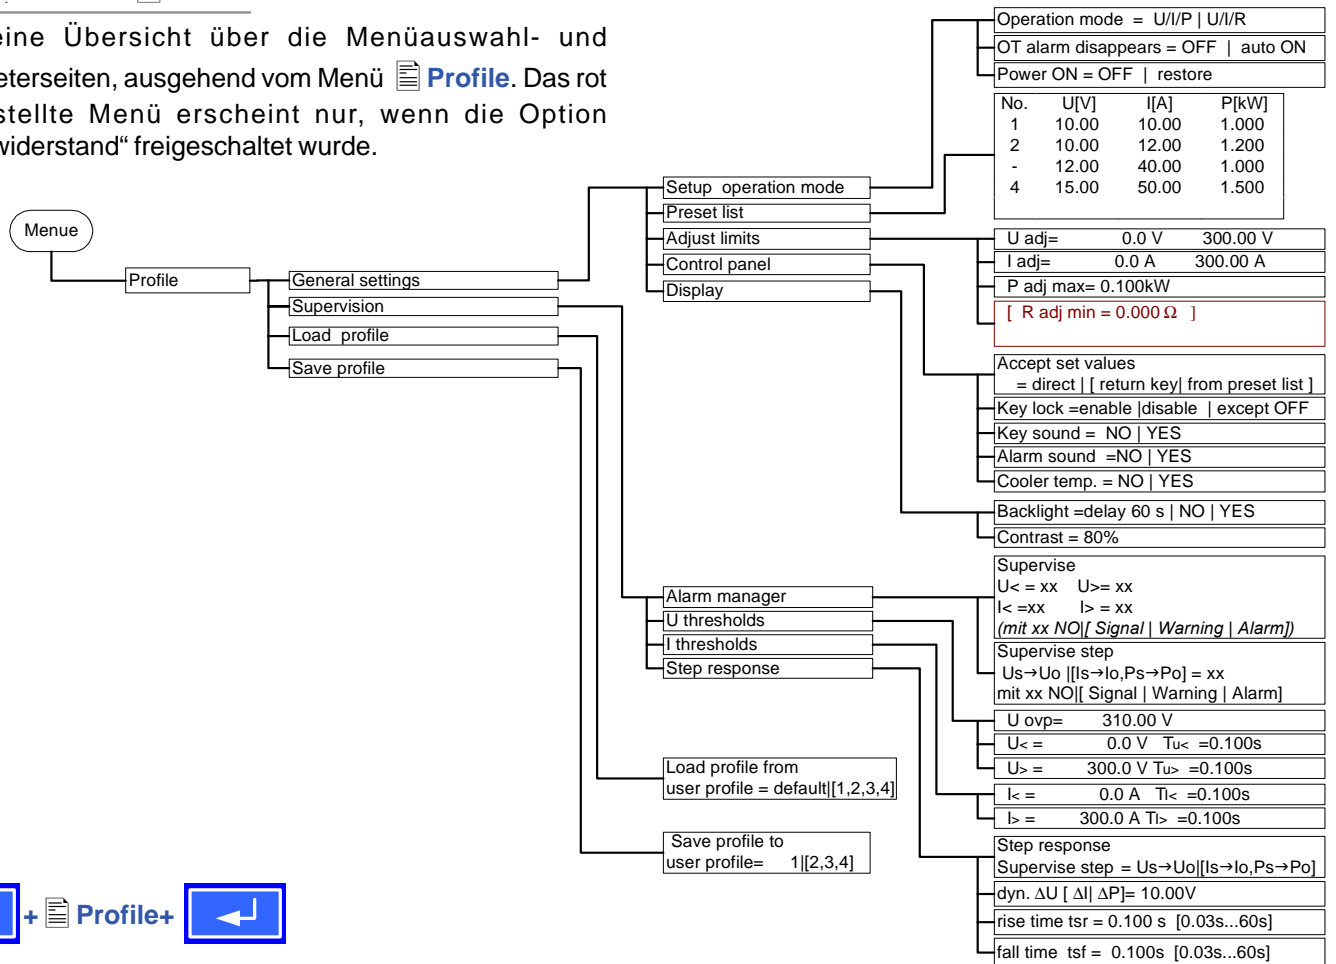 eine Übersicht über die Menüauswahl- und
eterseiten, ausgehend vom Menü Profile. Das rot
stellte Menü erscheint nur, wenn die Option
widerstand“ freigeschaltet wurde.
Menue
Profile
General settings
Supervision
Load profile
Save profile
Setup operation mode
Preset list
Adjust limits
Control panel
Display
Operation mode = U/I/P | U/I/R
OT alarm disappears = OFF | auto ON
Power ON = OFF | restore
No. U[V] I[A] P[kW]
1 10.00 10.00 1.000
2 10.00 12.00 1.200
- 12.00 40.00 1.000
4 15.00 50.00 1.500
U adj= 0.0 V 300.00 V
I adj= 0.0 A 300.00 A
P adj max= 0.100kW
[ R adj min = 0.000 Ω ]
Accept set values
= direct | [ return key| from preset list ]
Key lock =enable |disable | except OFF
Key sound = NO | YES
Alarm sound =NO | YES
Cooler temp. = NO | YES
Backlight =delay 60 s | NO | YES
Contrast = 80%
Alarm manager
U thresholds
I thresholds
Step response
Supervise
U< = xx U>= xx
I< =xx I> = xx
(mit xx NO|[ Signal | Warning | Alarm])
Supervise step
Us→Uo |[Is→Io,Ps→Po] = xx
mit xx NO|[ Signal | Warning | Alarm]
U ovp= 310.00 V
U< = 0.0 V Tu< =0.100s
U> = 300.0 V Tu> =0.100s
I< = 0.0 A TI< =0.100s
I> = 300.0 A TI> =0.100s
Load profile from
user profile = default|[1,2,3,4]
Save profile to
user profile= 1|[2,3,4]
Step response
Supervise step = Us→Uo|[Is→Io,Ps→Po]
dyn. ∆U [ ∆I| ∆P]= 10.00V
rise time tsr = 0.100 s [0.03s...60s]
fall time tsf = 0.100s [0.03s...60s]
+ Profile+